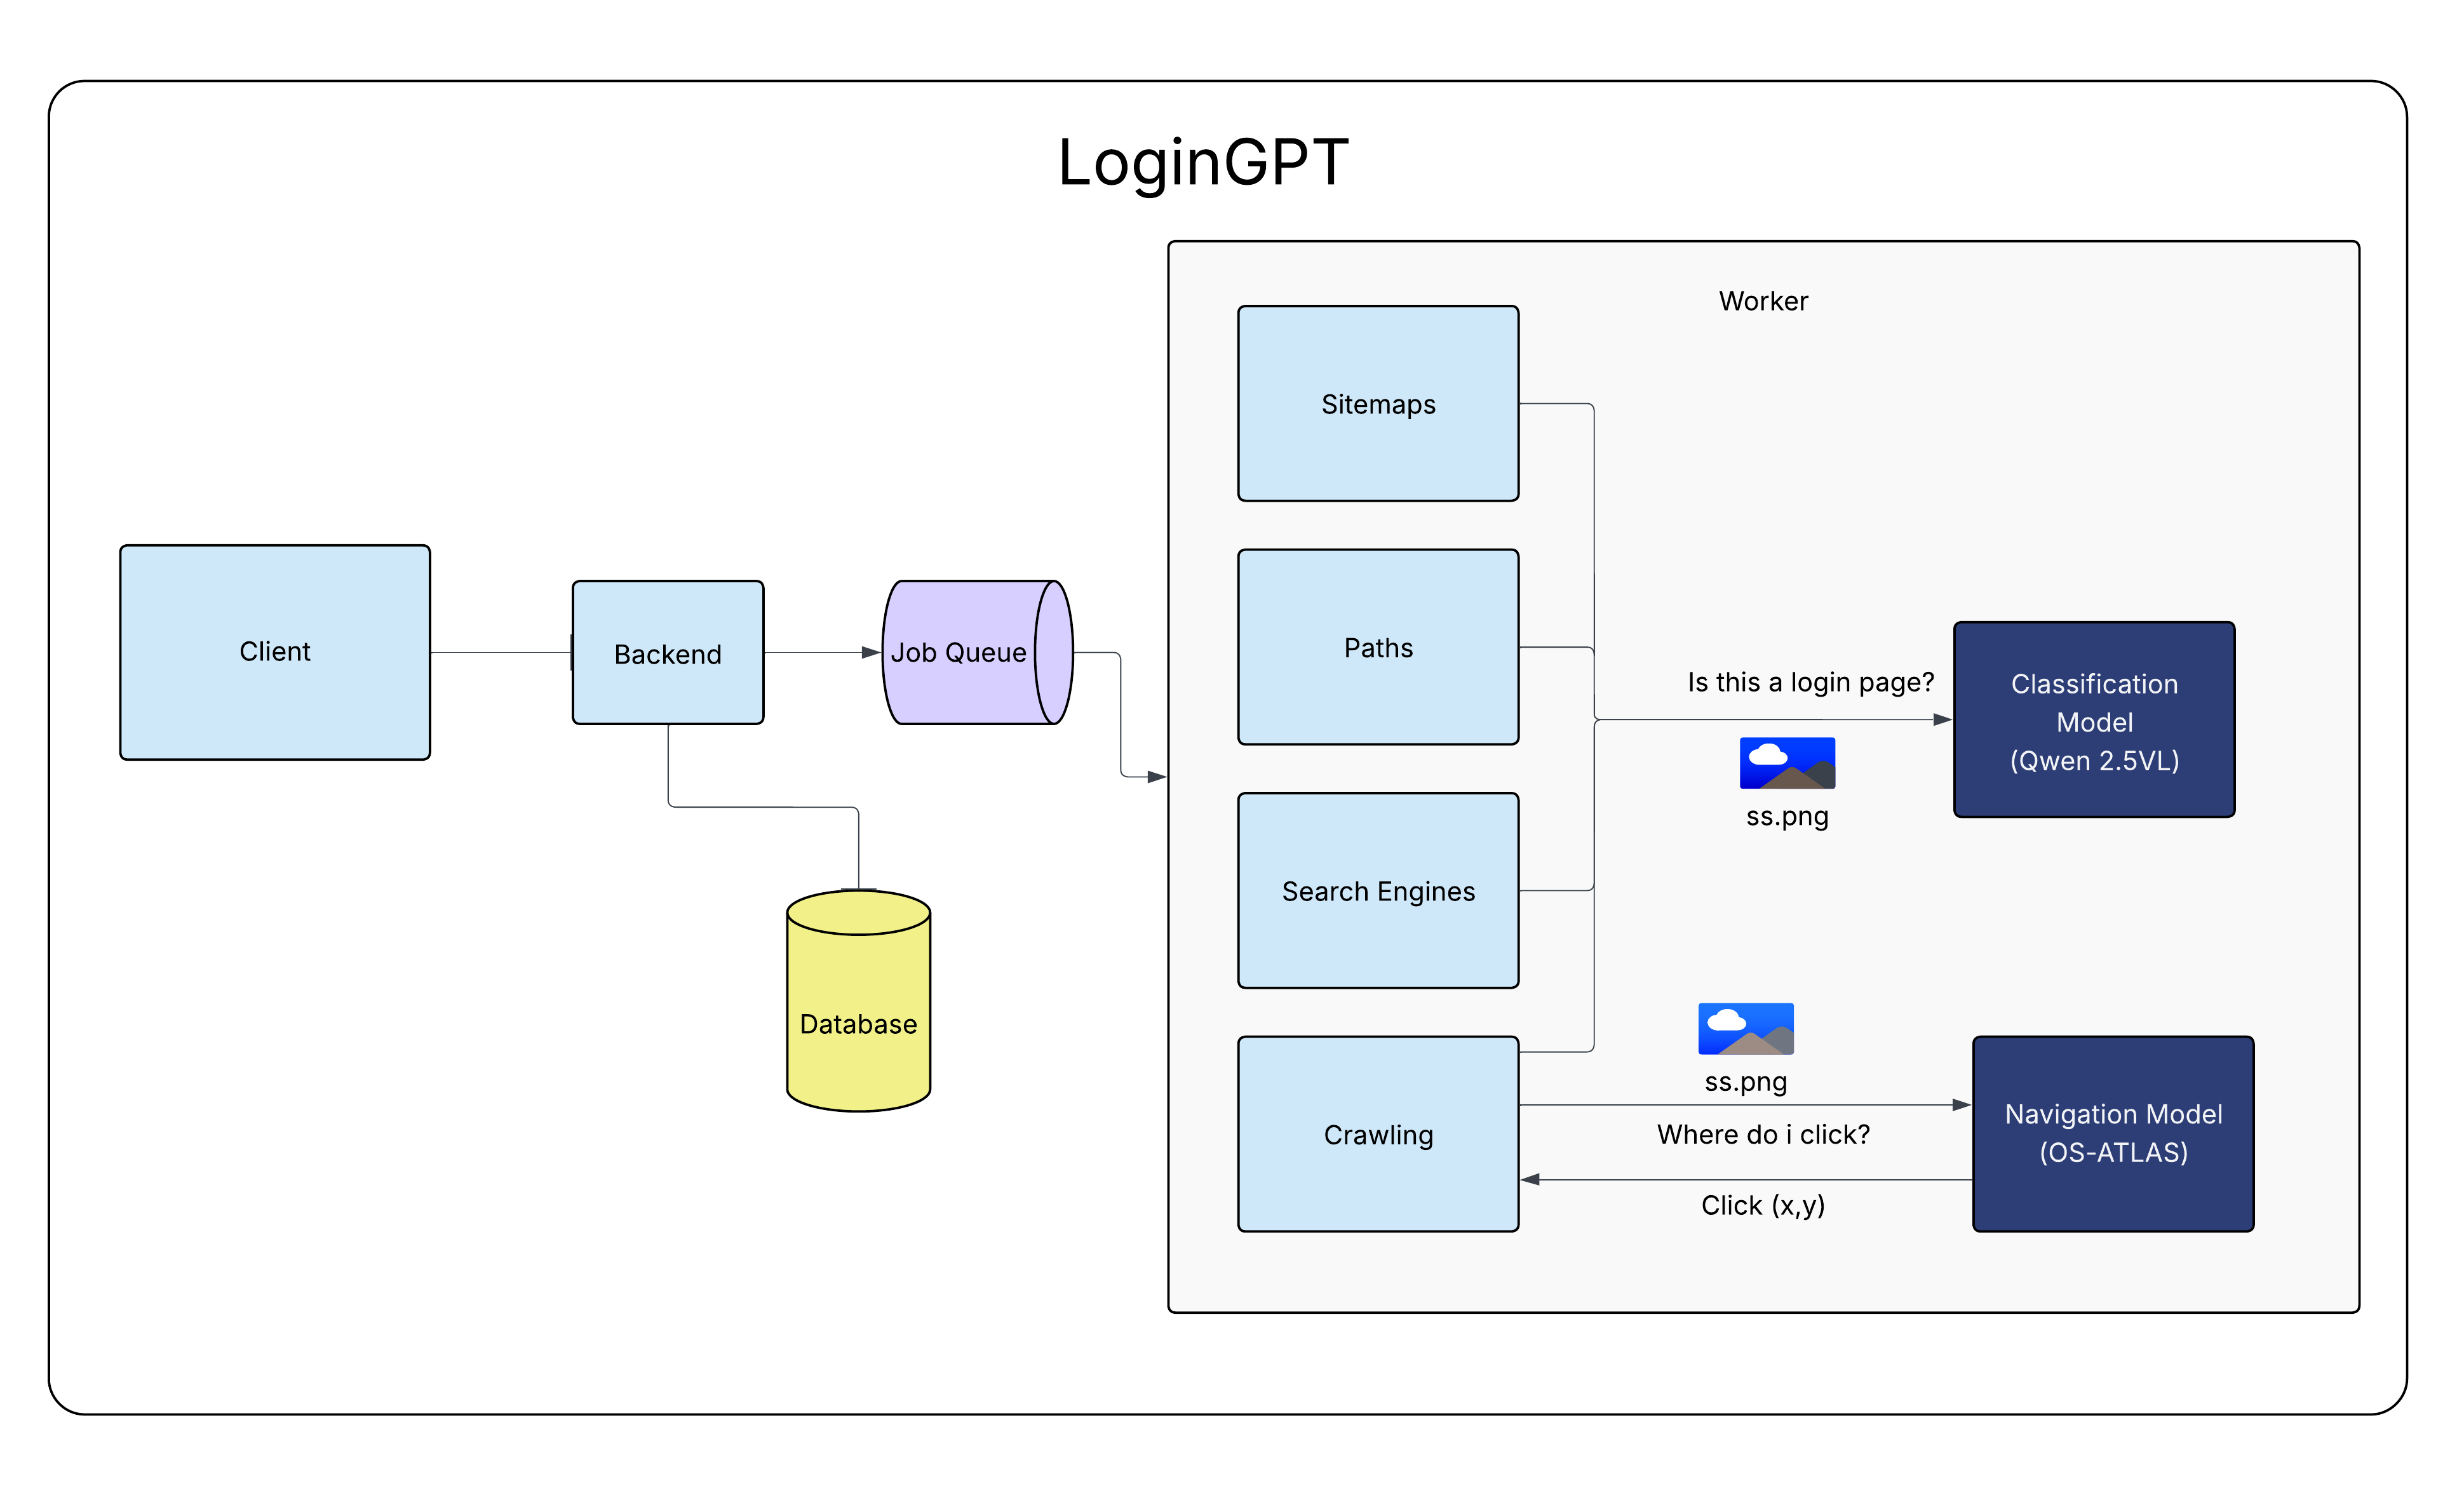 LoginGPT
Worker
Sitemaps
Client
Backend
Job Queue
Paths
Is this a login page?
ss.png
Classification
Model
(Qwen 2.5VL)
Search Engines
Database
ss.png
Crawling
Where do i click?
Click (x,y)
Navigation Model
(OS-ATLAS)